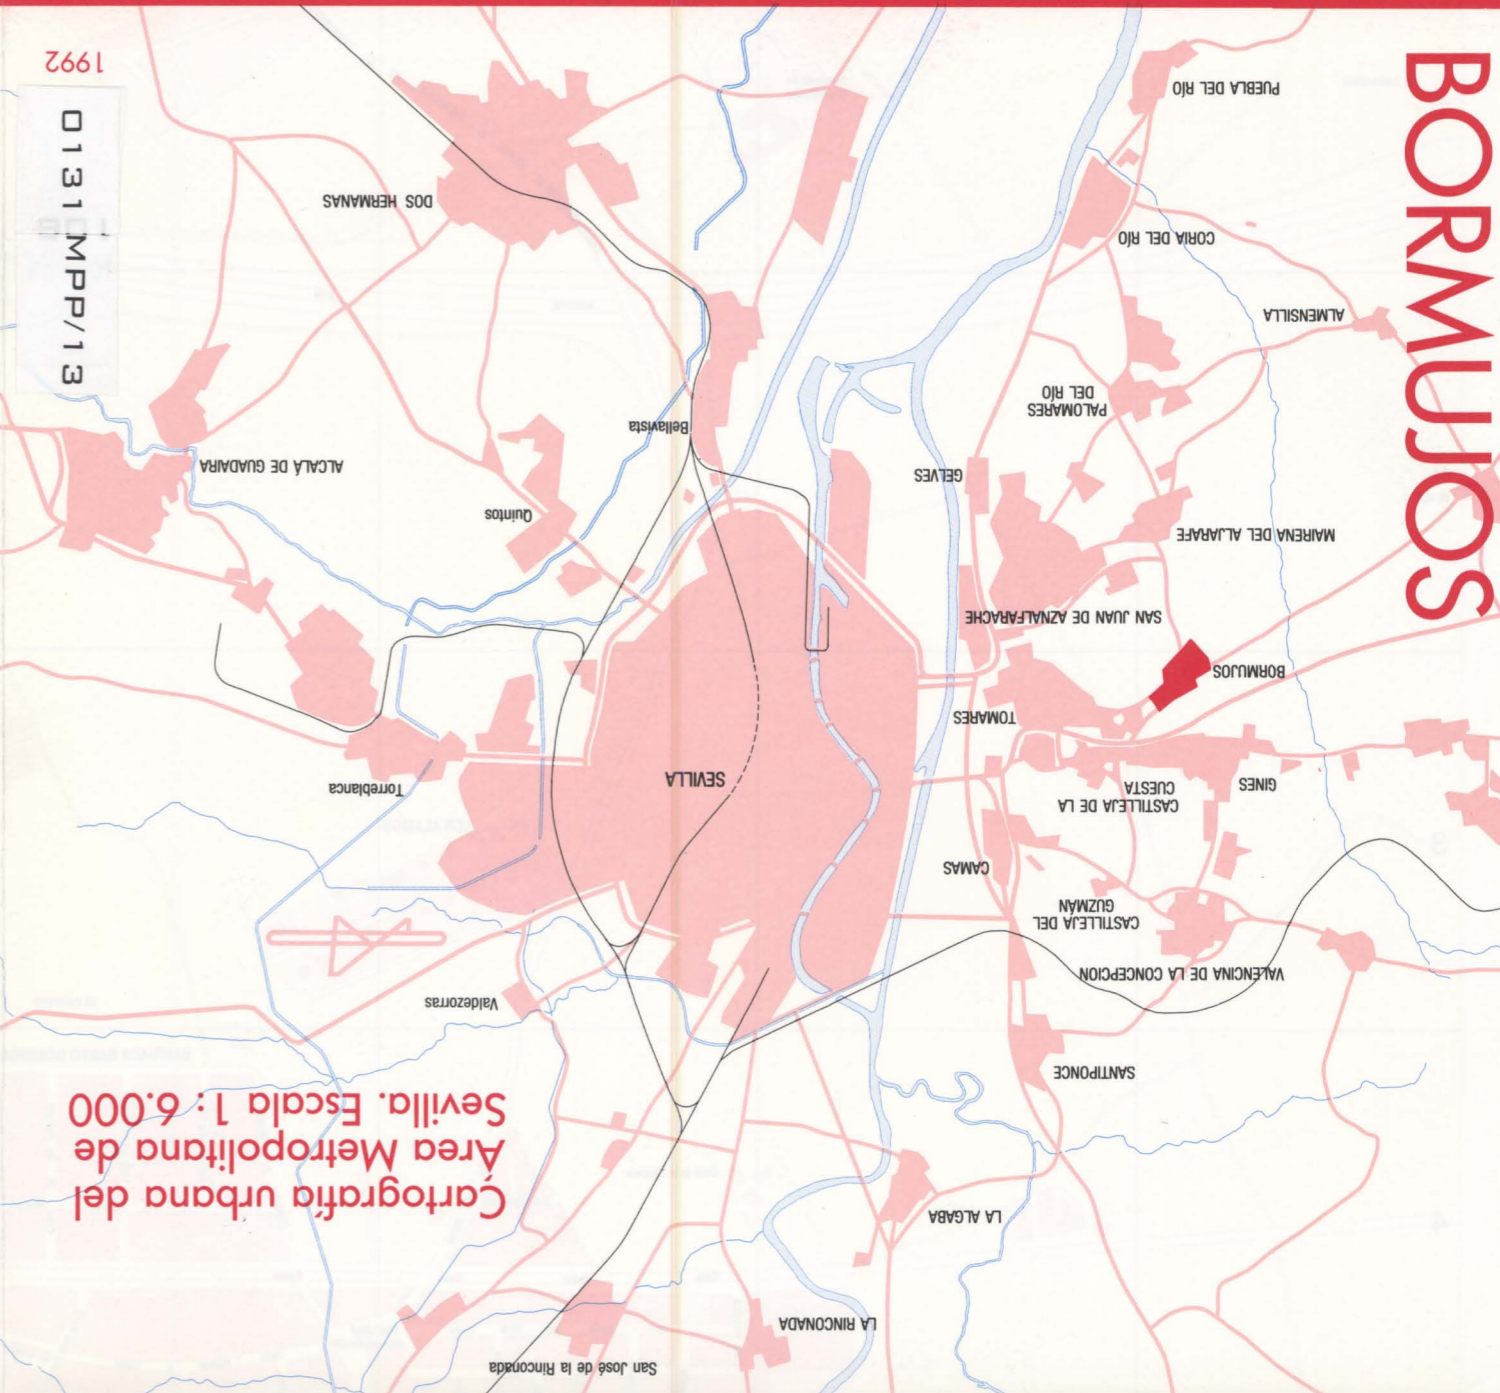 BORMUJOS
San José de la Rinconada
LA RINCONADA
LA ALGABA
Cartografía urbana del
Área Metropolitana de
Sevilla. Escala 1: 6.000
SANTIPONCE
Valdezorras
VALENCINA DE LA CONCEPCION
CASTILLEJA DEL
GUZMÁN
CAMAS
CASTILLEJA DE LA
CUESTA
GINES
Torreblanca
SEVILLA
TOMARES
BORMUJOS
SAN JUAN DE AZNALFARACHE
MAIRENA DEL ALJARAFE
Quintos
GELVES
ALCALÁ DE GUADAIRA
Bellavista
PALOMARES
DEL RÍO
ALMENSILLA
CORIA DEL RÍO
DOS HERMANAS
PUEBLA DEL RÍO
1992
0131 MPP/13